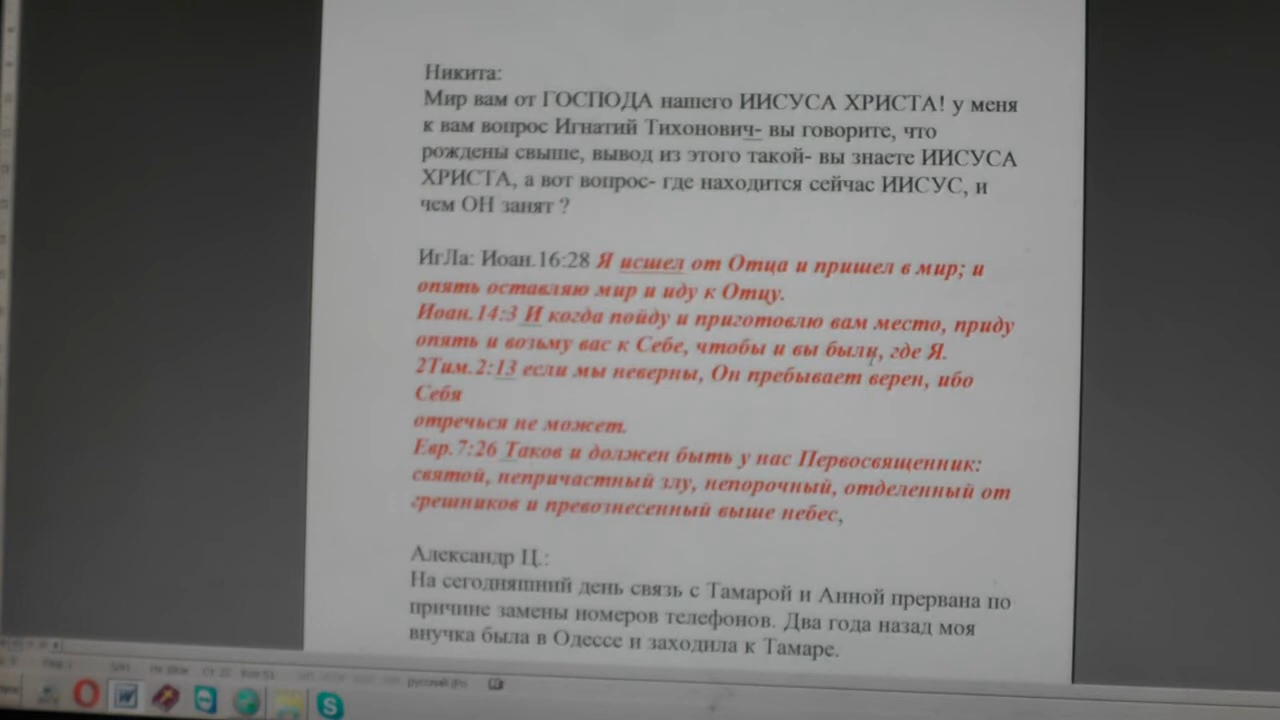 Никита:
Мир вам от ГОСПОДА нашего ИИСУСА ХРИСТА! у меня
к вам вопрос Игнатий Тихонович- вы говорите, что
рождены свыше, вывод из этого такой- вы знаете ИИСУСА
ХРИСТА, а вот вопрос- где находится сейчас ИИСУС, и
чем ОН занят ?
ИгЛа: Иоан.16:28 Я исшел от Отца и пришел в мир; и
опять оставляю мир и иду к Отцу.
Иоан.14:3 И когда пойду и приготовлю вам место, приду
опять и возьму вас к Себе, чтобы и вы были, где Я.
2Тим.2:13 если мы неверны, Он пребывает верен, ибо
Себя
отречься не может.
Евр.7:26 Таков и должен быть у нас Первосвященник:
святой, непричастный злу, непорочный, отделенный от
грешников и превознесенный выше небес,
Александр Ц.:
На сегодняшний день связь с Тамарой и Анной прервана по
причине замены номеров телефонов. Два года назад моя
внучка была в Одессе и заходила к Тамаре.
русский (Ро